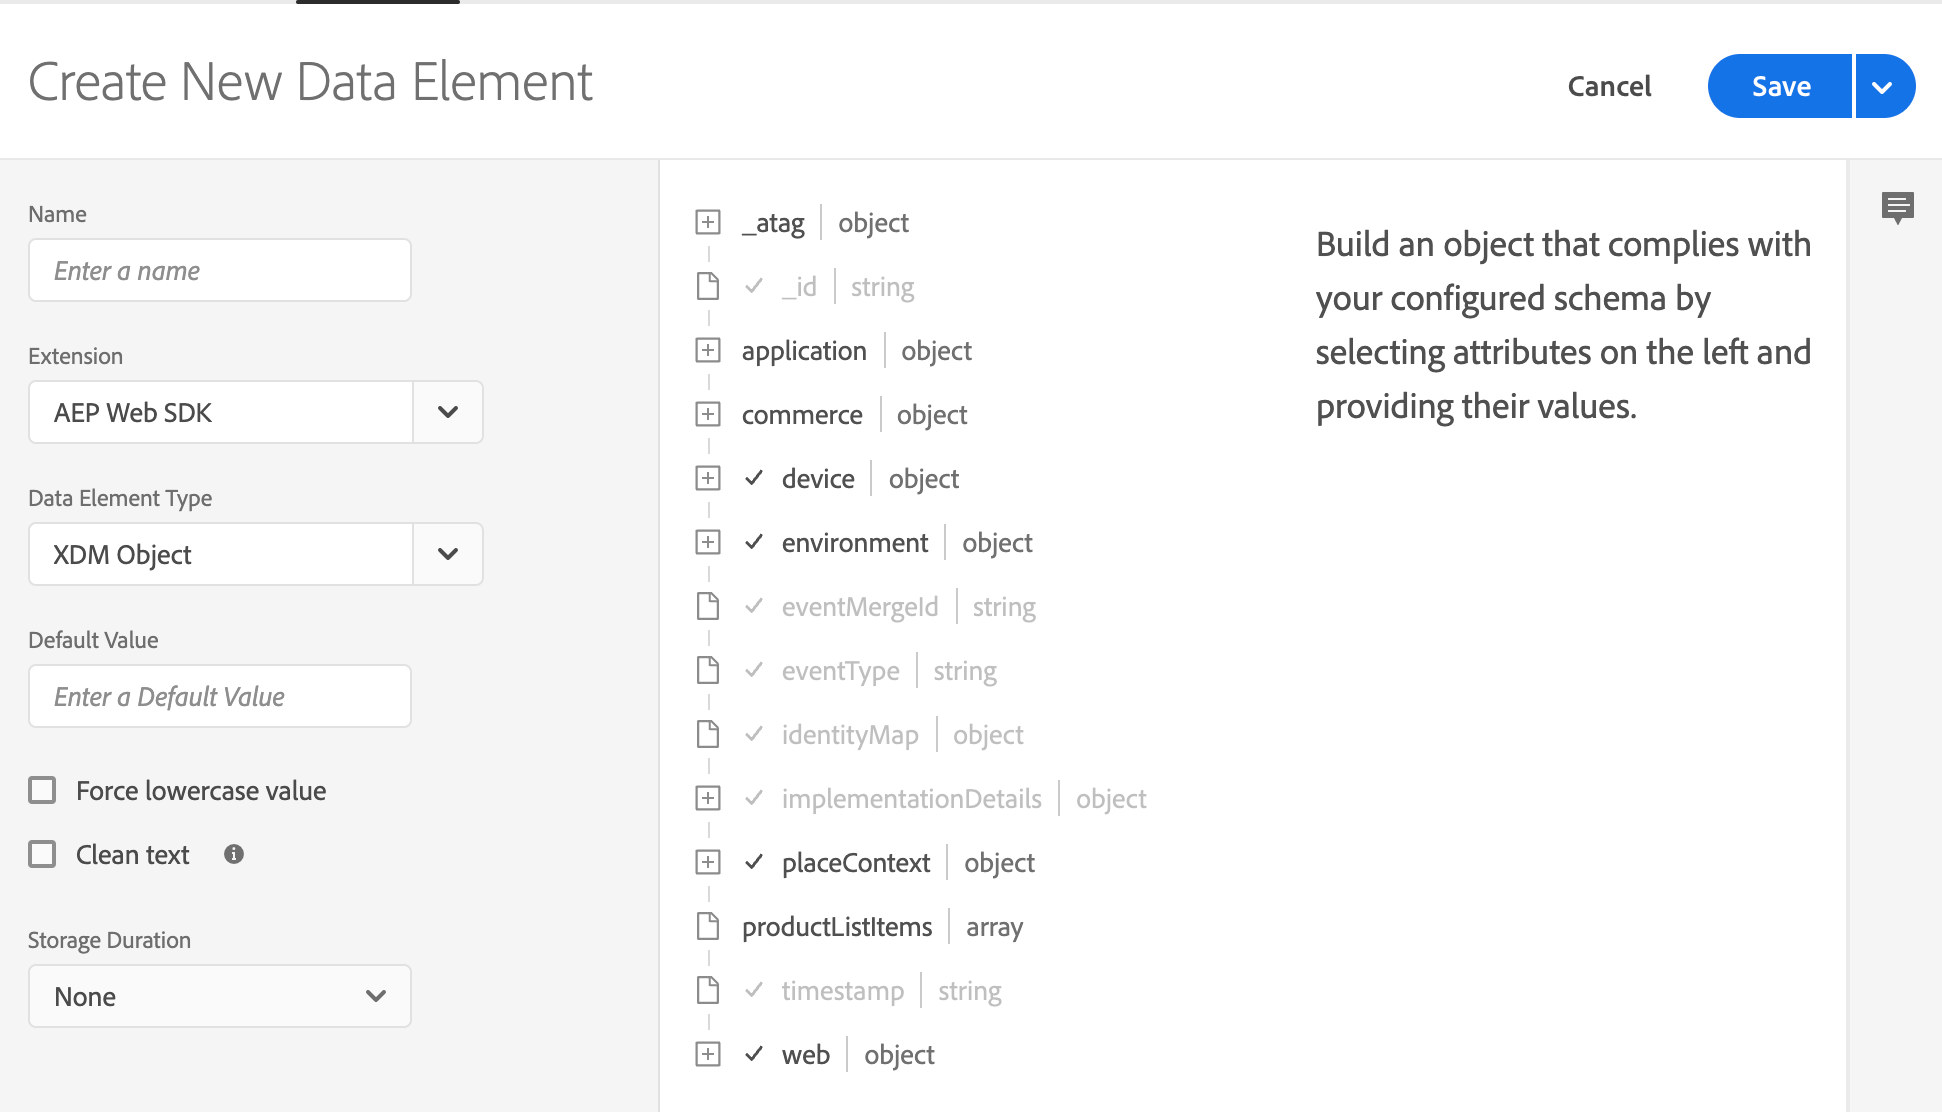 Create New Data Element
Cancel
Save
Name
Enter a name
Extension
AEP Web SDK
Data Element Type
XDM Object
Default Value
Enter a Default Value
Force lowercase value
Clean text
Storage Duration
None
_atag object
_id string
application object
commerce object
device object
environment object
eventMergeId string
eventType string
identityMap object
implementationDetails object
placeContext object
productListItems array
timestamp string
web object
Build an object that complies with
your configured schema by
selecting attributes on the left and
providing their values.